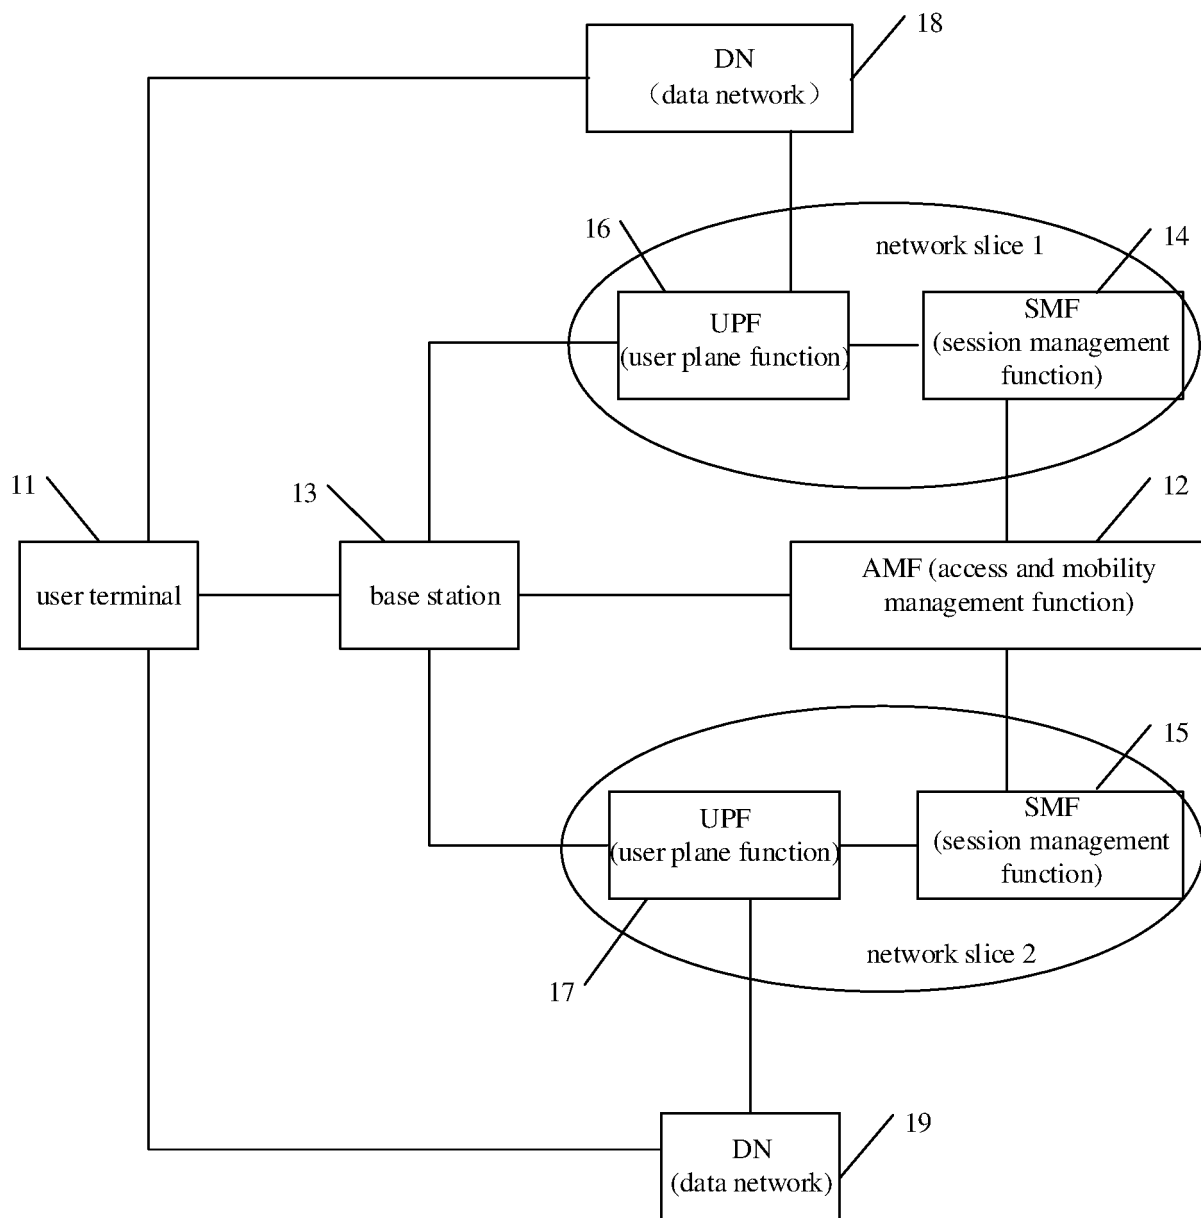 18
DN
（data network）
16
network slice 1
14
UPF
(user plane function)
SMF
(session management
function)
11
13
12
user terminal
base station
AMF (access and mobility
management function)
15
UPF
(user plane function)
SMF
(session management
function)
network slice 2
17
19
DN
(data network)